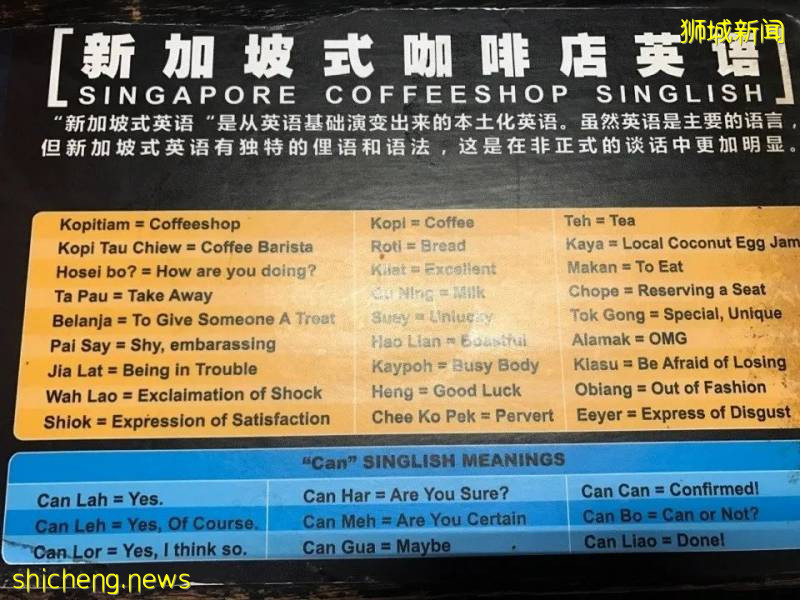 狮城新闻
[新加坡式咖啡店英语]
SINGAPORE COFFEESHOP SINGLISH
“新加坡式英语 “是从英语基础演变出来的本土化英语。虽然英语是主要的语言，
但新加坡式英语有独特的俚语和语法，这是在非正式的谈话中更加明显。
Kopitiam = Coffeeshop
Kopi Tau Chiew = Coffee Barista
Hosei bo? = How are you doing?
Ta Pau = Take Away
Belanja = To Give Someone A Treat
Pai Say = Shy, embarassing
Jia Lat = Being in Trouble
Wah Lao = Exclaimation of Shock
Shiok = Expression of Satisfaction
Kopi = Coffee
Roti = Bread
Kilat = Excellent
Gu Ning = Milk
Suay = Unlucky
Hao Lian = Boastful
Kaypoh = Busy Body
Heng = Good Luck
Chee Ko Pek = Pervert
Teh = Tea
Kaya = Local Coconut Egg Jam
Makan = To Eat
Chope = Reserving a Seat
Tok Gong = Special, Unique
Alamak = OMG
Kiasu = Be Afraid of Losing
Obiang = Out of Fashion
Eeyer = Express of Disgust
“Can” SINGLISH MEANINGS
Can Lah = Yes.
Can Leh = Yes, Of Course.
Can Lor = Yes, I think so.
Can Har = Are You Sure?
Can Meh = Are You Certain
Can Gua = Maybe
Can Can = Confirmed!
Can Bo = Can or Not?
Can Liao = Done!
shicheng.news